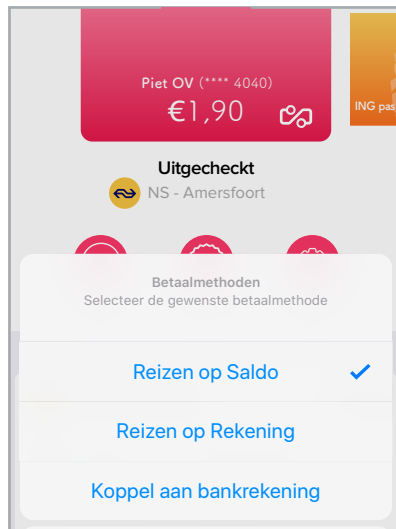 Piet OV (**** 4040)
€1,90
ING pas
Uitgecheckt
NS - Amersfoort
Betaalmethoden
Selecteer de gewenste betaalmethode
Reizen op Saldo
Reizen op Rekening
Koppel aan bankrekening